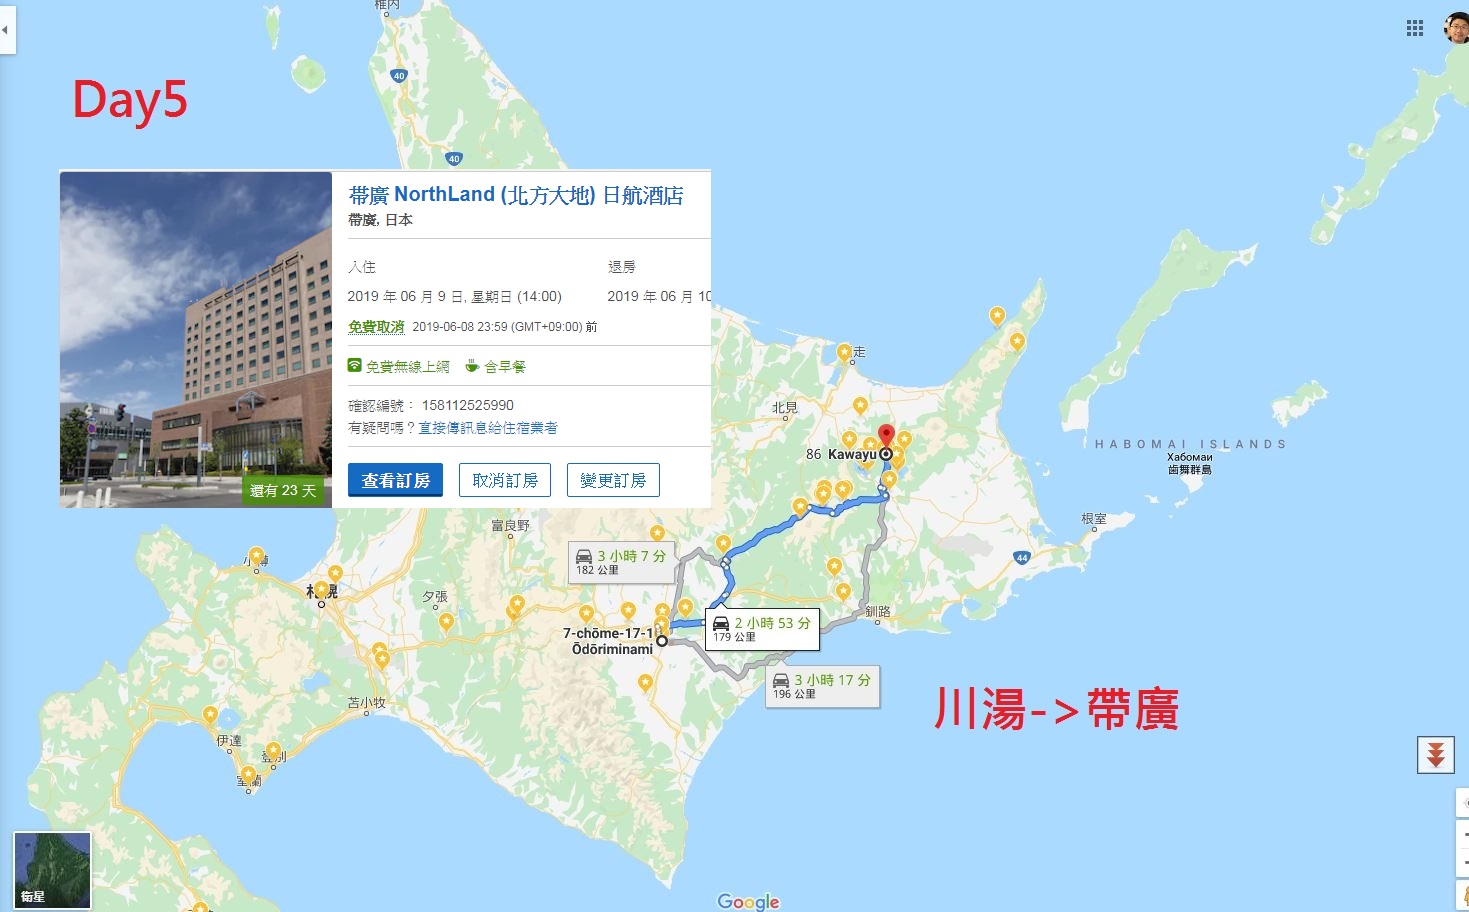 稚内
40
Day5
40
帶廣 NorthLand (北方大地) 日航酒店
帶廣, 日本
入住
退房
2019 年 06 月 9 日, 星期日 (14:00)
2019 年 06 月 10
免費取消 2019-06-08 23:59 (GMT+09:00) 前
免費無線上網
含早餐
確認編號： 158112525990
有疑問嗎？直接傳訊息給住宿業者
查看訂房
取消訂房
變更訂房
還有 23 天
走
北見
86 Kawayu
HABOMAI ISLANDS
Хабомаи
歯舞群島
根室
44
富良野
小樽
札幌
夕張
3 小時 7 分
182 公里
釧路
2 小時 53 分
179 公里
7-chōme-17-1
Ōdōriminami
3 小時 17 分
196 公里
川湯->帶廣
苫小牧
伊達
登別
室蘭
衛星
Google